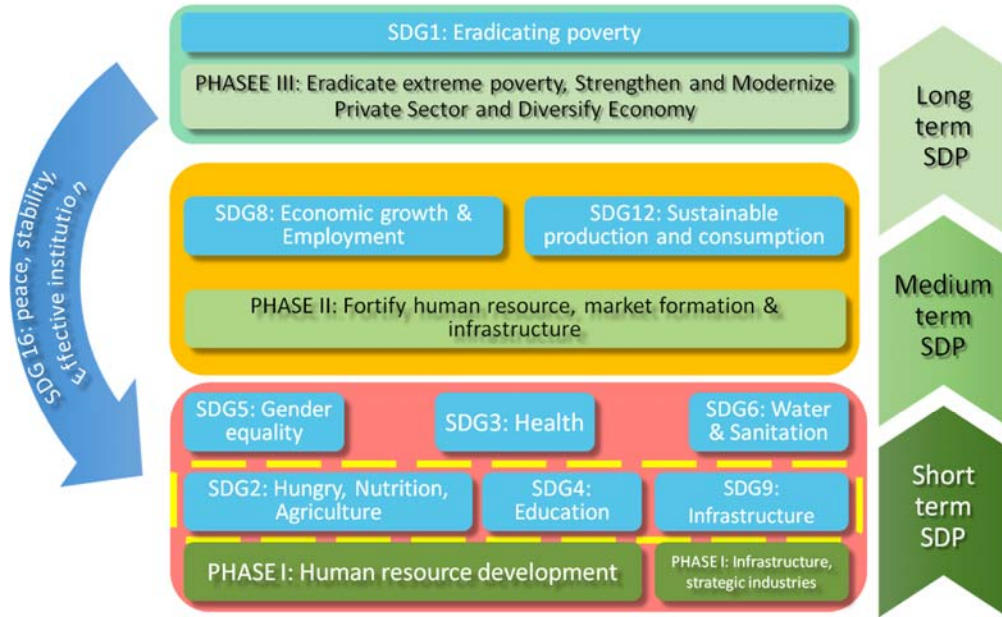 SDG1: Eradicating poverty
PHASEE III: Eradicate extreme poverty, Strengthen and Modernize
Private Sector and Diversify Economy
Long
term
SDP
SDG 16: peace, stability,
Effective institution
SDG8: Economic growth &
Employment
SDG12: Sustainable
production and consumption
PHASE II: Fortify human resource, market formation &
infrastructure
Medium
term
SDP
SDG5: Gender
equality
SDG3: Health
SDG6: Water
& Sanitation
SDG2: Hungry, Nutrition,
Agriculture
SDG4:
Education
SDG9:
Infrastructure
Short
term
SDP
PHASE I: Human resource development
PHASE I: Infrastructure,
strategic industries